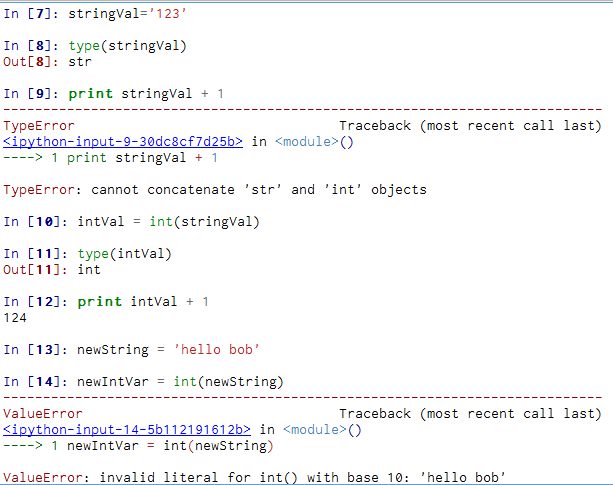 In [7]: stringVal='123'
In [8]: type(stringVal)
Out[8]: str
In [9]: print stringVal + 1
---------------------------------------------------------------------------
TypeError                                 Traceback (most recent call last)
<ipython-input-9-30dc8cf7d25b> in <module>()
----> 1 print stringVal + 1
TypeError: cannot concatenate 'str' and 'int' objects
In [10]: intVal = int(stringVal)
In [11]: type(intVal)
Out[11]: int
In [12]: print intVal + 1
124
In [13]: newString = 'hello bob'
In [14]: newIntVar = int(newString)
---------------------------------------------------------------------------
ValueError                                Traceback (most recent call last)
<ipython-input-14-5b112191612b> in <module>()
----> 1 newIntVar = int(newString)
ValueError: invalid literal for int() with base 10: 'hello bob'